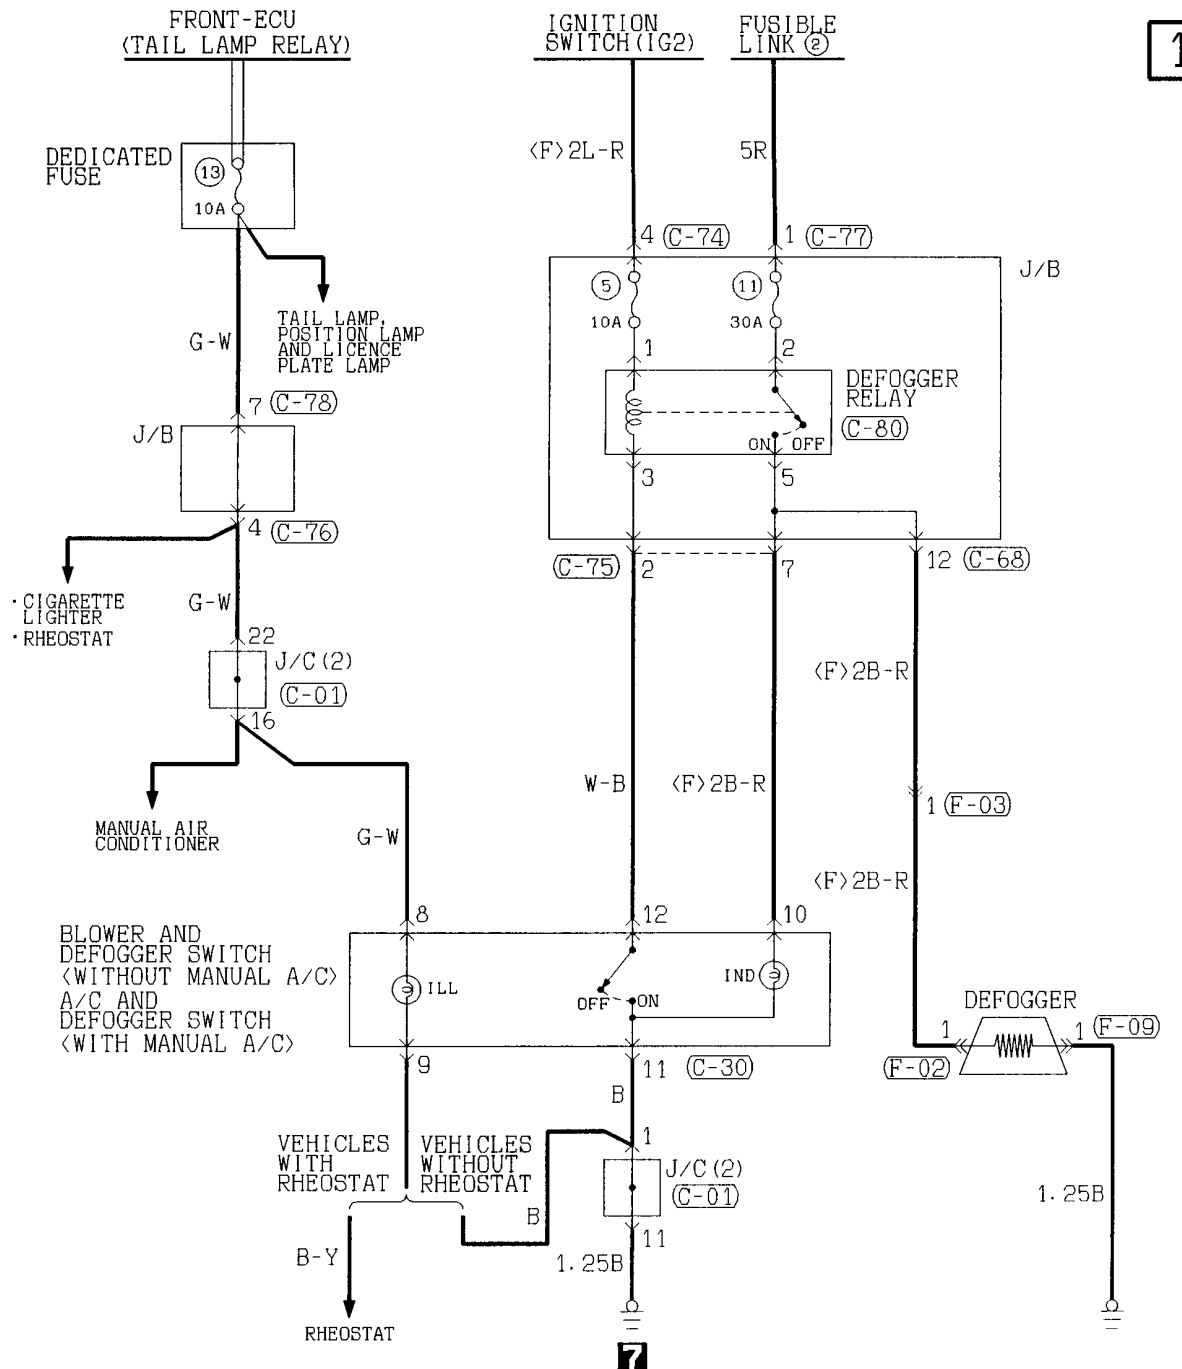 FRONT-ECU
(TAIL LAMP RELAY)
IGNITION
SWITCH(IG2)
FUSIBLE
LINK ②
1
DEDICATED
FUSE
13
10A
<F>2L-R
5R
4 C-74
1 C-77
J/B
5
10A
11
30A
TAIL LAMP,
POSITION LAMP
AND LICENCE
PLATE LAMP
G-W
1
2
DEFOGGER
RELAY
C-80
ON OFF
7 C-78
J/B
3
5
4 C-76
C-75
2
7
12 C-68
·CIGARETTE
LIGHTER
·RHEOSTAT
G-W
22
J/C(2)
C-01
16
<F>2B-R
W-B
<F>2B-R
1 F-03
MANUAL AIR
CONDITIONER
G-W
<F>2B-R
8
12
10
BLOWER AND
DEFOGGER SWITCH
<WITHOUT MANUAL A/C>
A/C AND
DEFOGGER SWITCH
<WITH MANUAL A/C>
ILL
OFF ON
IND
DEFOGGER
1
1 F-09
F-02
9
11 C-30
B
VEHICLES
WITH
RHEOSTAT
VEHICLES
WITHOUT
RHEOSTAT
1
J/C(2)
C-01
B
11
1.25B
B-Y
1.25B
RHEOSTAT
7